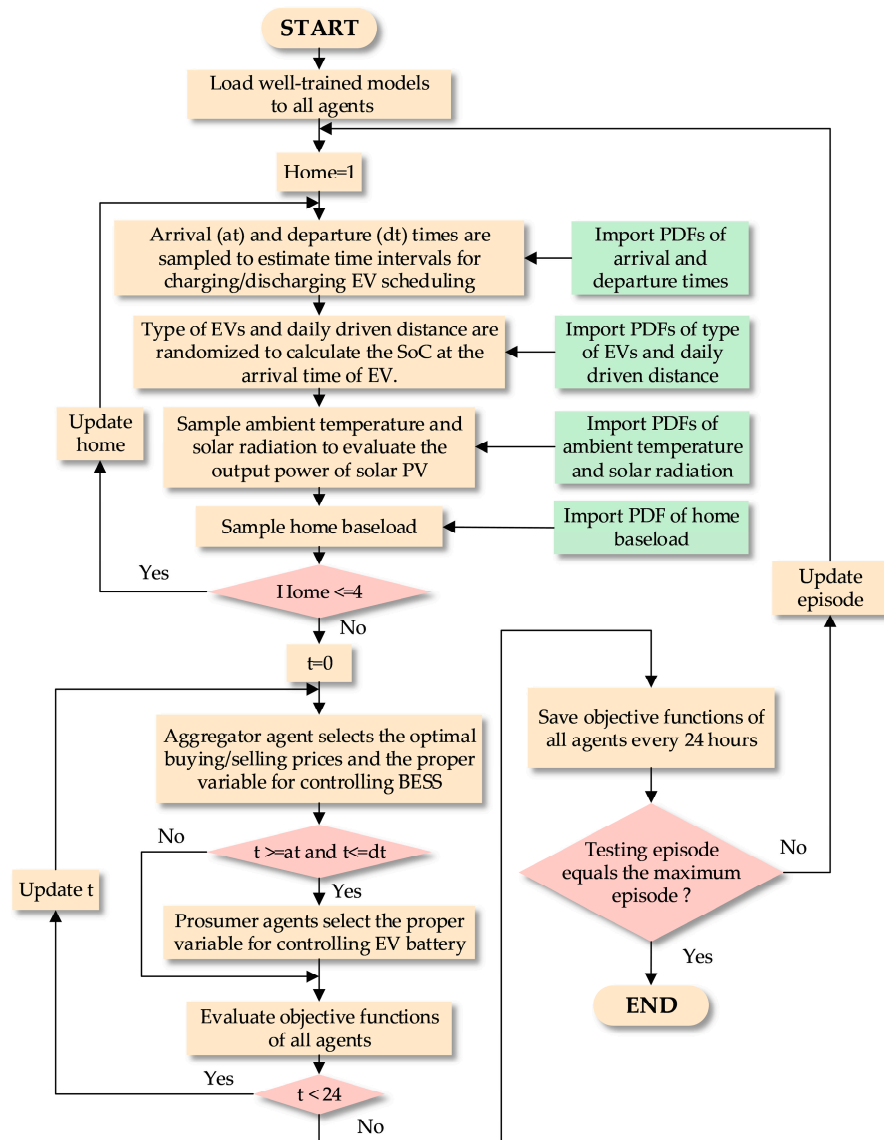 START
Load well-trained models
to all agents
Home=1
Arrival (at) and departure (dt) times are
sampled to estimate time intervals for
charging/discharging EV scheduling
Import PDFs of
arrival and
departure times
Type of EVs and daily driven distance are
randomized to calculate the SoC at the
arrival time of EV.
Import PDFs of type
of EVs and daily
driven distance
Update
home
Sample ambient temperature and
solar radiation to evaluate the
output power of solar PV
Import PDFs of
ambient temperature
and solar radiation
Sample home baseload
Import PDF of home
baseload
Yes
Home <=4
No
Update
episode
t=0
Aggregator agent selects the optimal
buying/selling prices and the proper
variable for controlling BESS
Save objective functions of
all agents every 24 hours
No
t >=at and t<=dt
Yes
Update t
Prosumer agents select the proper
variable for controlling EV battery
Testing episode
equals the maximum
episode ?
No
Yes
END
Evaluate objective functions
of all agents
Yes
t < 24
No